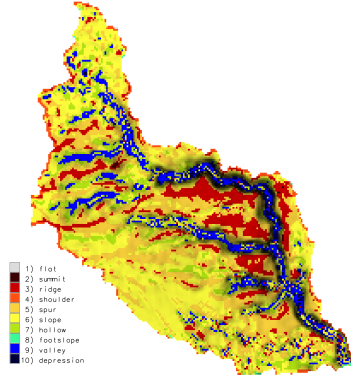 1) flat
2) summit
3) ridge
4) shoulder
5) spur
6) slope
7) hollow
8) footslope
9) valley
10) depression